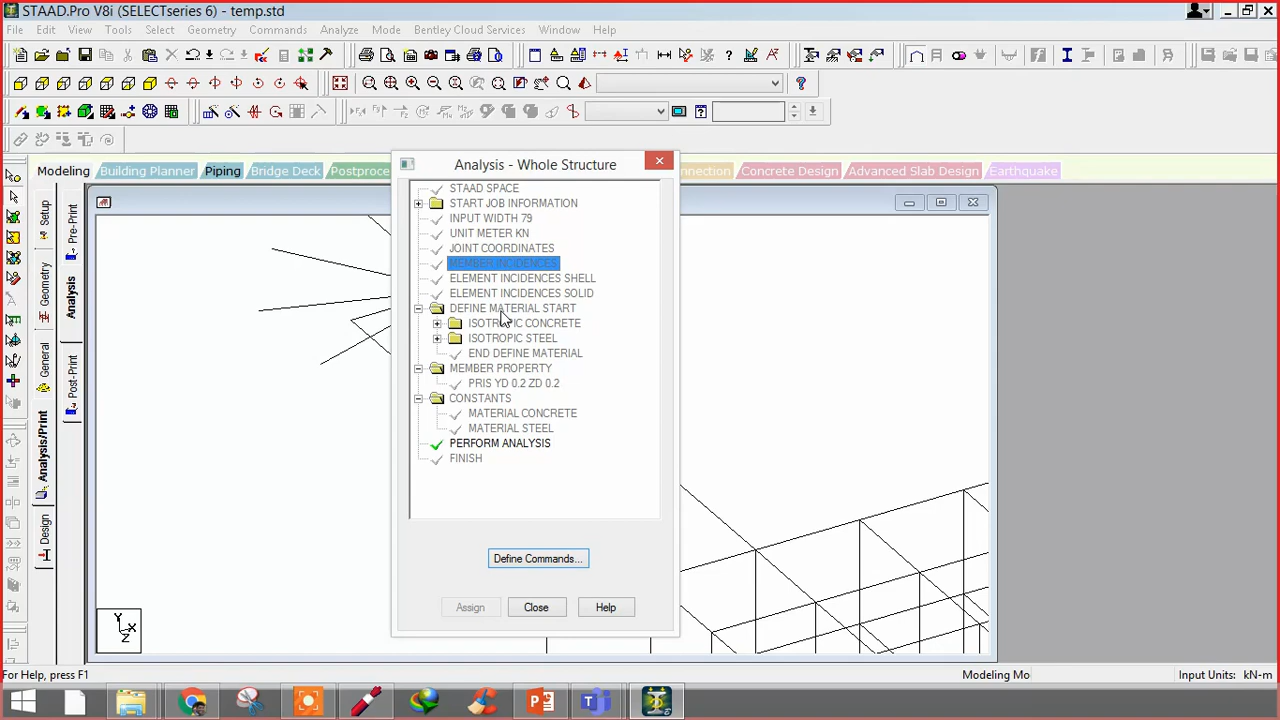 STAAD.Pro V8i (SELECTseries 6) - temp.std
File Edit View Tools Select Geometry Commands Analyze Mode Bentley Cloud Services Window Help
Modeling Building Planner Piping Bridge Deck Postproce nnection Concrete Design Advanced Slab Design Earthquake
Setup
Geometry
General
Analysis/Print
Design
Pre-Print
Analysis
Post-Print
Analysis - Whole Structure
STAAD SPACE
START JOB INFORMATION
INPUT WIDTH 79
UNIT METER KN
JOINT COORDINATES
MEMBER INCIDENCES
ELEMENT INCIDENCES SHELL
ELEMENT INCIDENCES SOLID
DEFINE MATERIAL START
ISOTROPIC CONCRETE
ISOTROPIC STEEL
END DEFINE MATERIAL
MEMBER PROPERTY
PRIS YD 0.2 ZD 0.2
CONSTANTS
MATERIAL CONCRETE
MATERIAL STEEL
PERFORM ANALYSIS
FINISH
Define Commands...
Assign Close Help
Y
X
Z
For Help, press F1
Modeling Mo
Input Units: kN-m